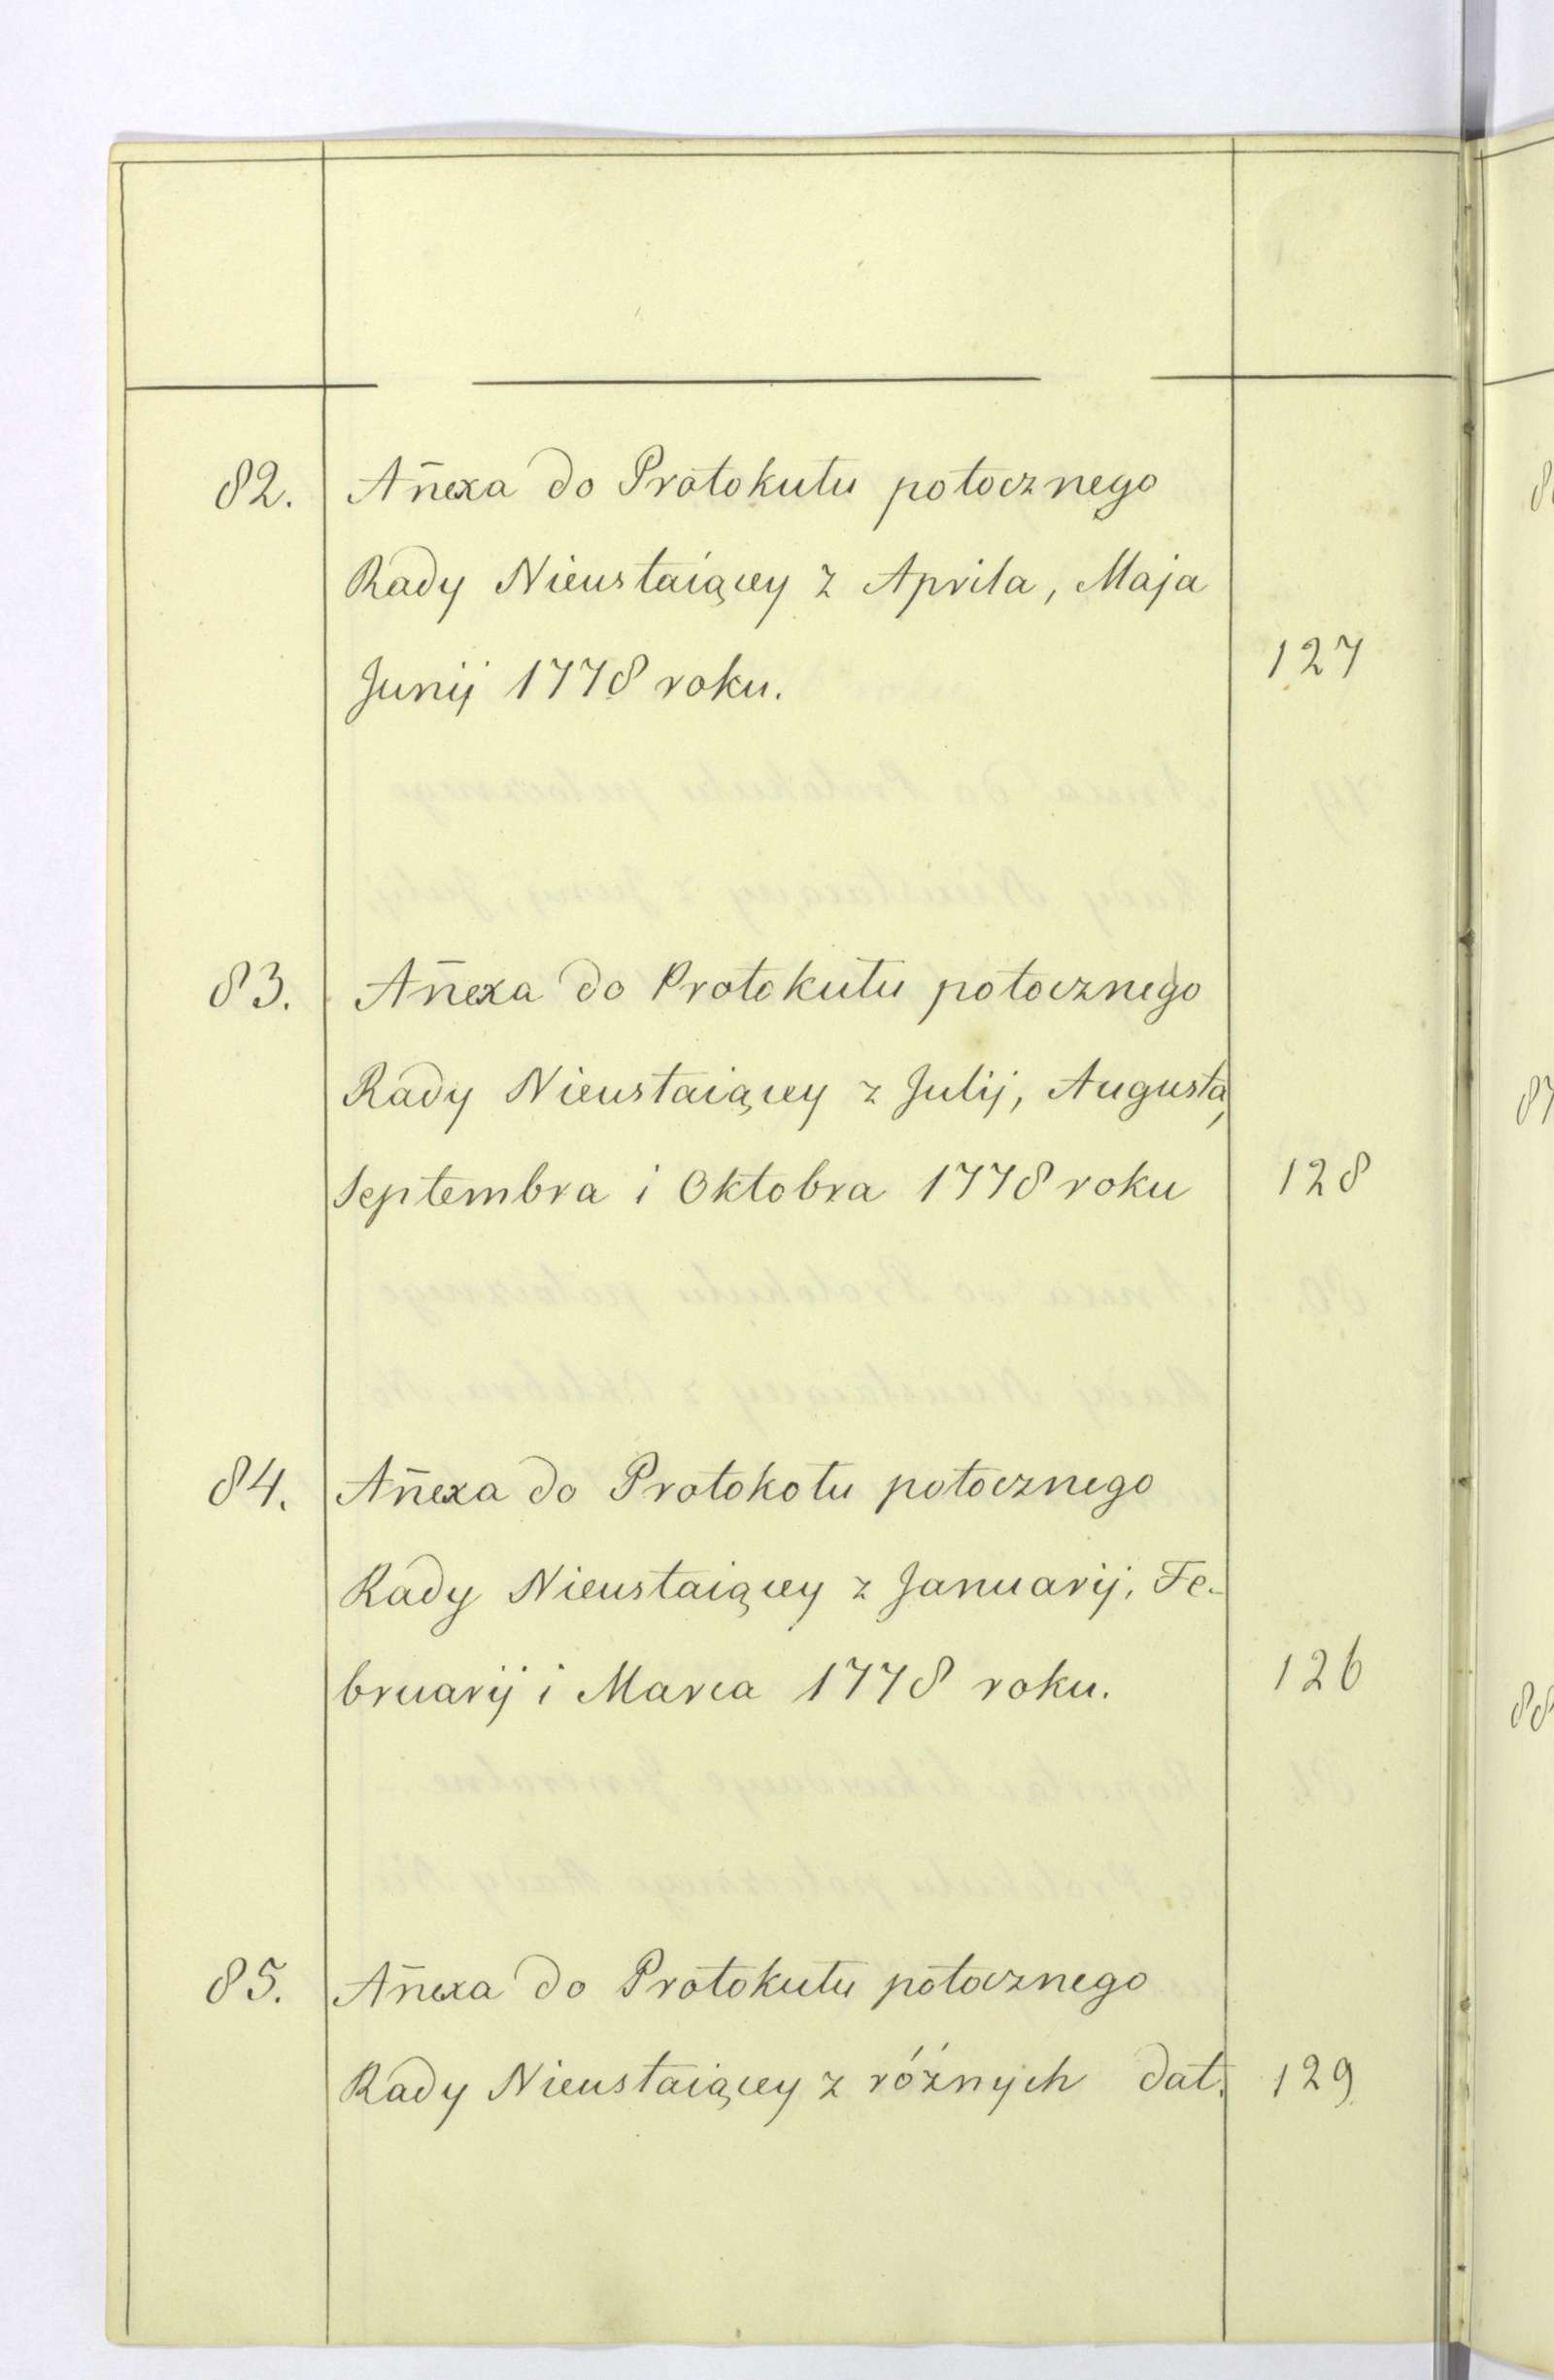 82. Añexa do Protokułu potocznego
Rady Nieustaiącey z Aprila, Maja
Junij 1778 roku. 127
83. Añexa do Protokułu potocznego
Rady Nieustaiącey z Julij, Augusta,
Septembra i Oktobra 1778 roku 128
84. Añexa do Protokołu potocznego
Rady Nieustaiącey z Januarij, Fe-
bruarij i Marca 1778 roku. 126
85. Añexa do Protokułu potocznego
Rady Nieustaiącey z różnych dat. 129
87
88